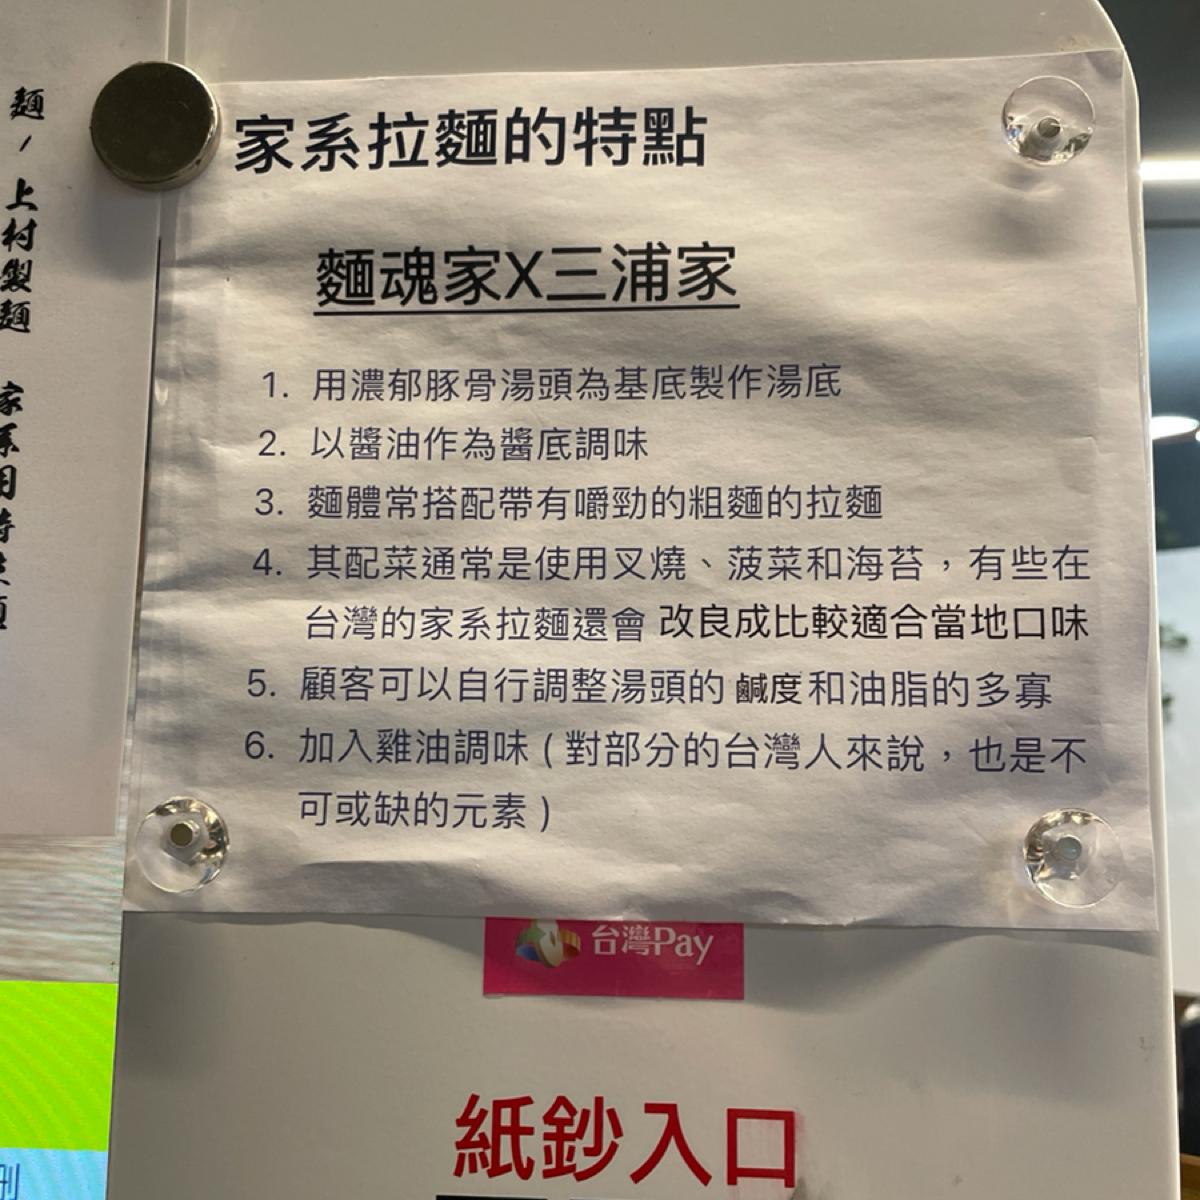 麵 / 上村製麵 家系用特
家系拉麵的特點
麵魂家X三浦家
1. 用濃郁豚骨湯頭為基底製作湯底
2. 以醬油作為醬底調味
3. 麵體常搭配帶有嚼勁的粗麵的拉麵
4. 其配菜通常是使用叉燒、菠菜和海苔，有些在
台灣的家系拉麵還會 改良成比較適合當地口味
5. 顧客可以自行調整湯頭的 鹹度和油脂的多寡
6. 加入雞油調味 ( 對部分的台灣人來說，也是不
可或缺的元素 )
台灣Pay
紙鈔入口